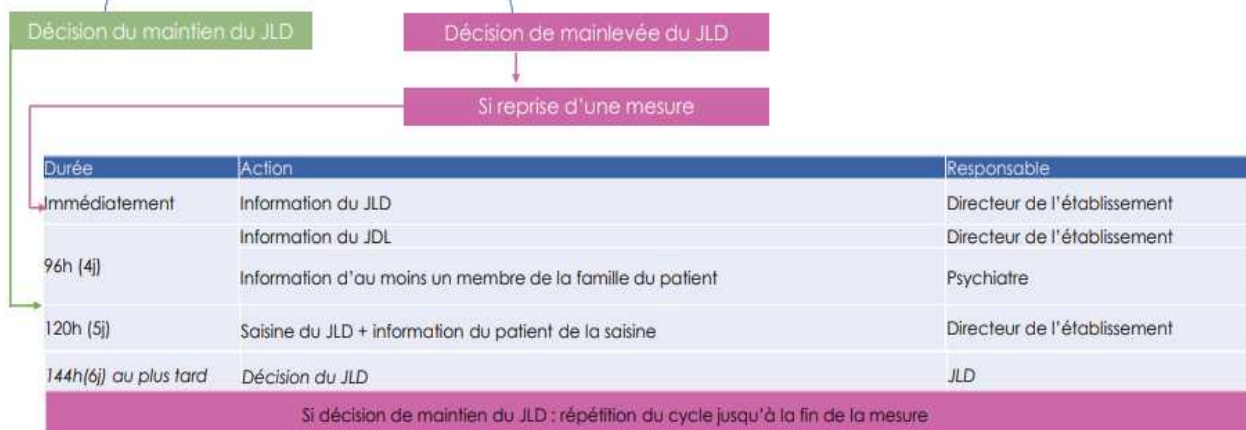 Décision du maintien du JLD
Décision de mainlevée du JLD
Si reprise d'une mesure
Durée Action Responsable
Immédiatement Information du JLD Directeur de l'établissement
Information du JDL Directeur de l'établissement
96h (4j)
Information d'au moins un membre de la famille du patient Psychiatre
120h (5j) Saisine du JLD + information du patient de la saisine Directeur de l'établissement
144h(6j) au plus tard Décision du JLD JLD
Si décision de maintien du JLD : répétition du cycle jusqu'à la fin de la mesure